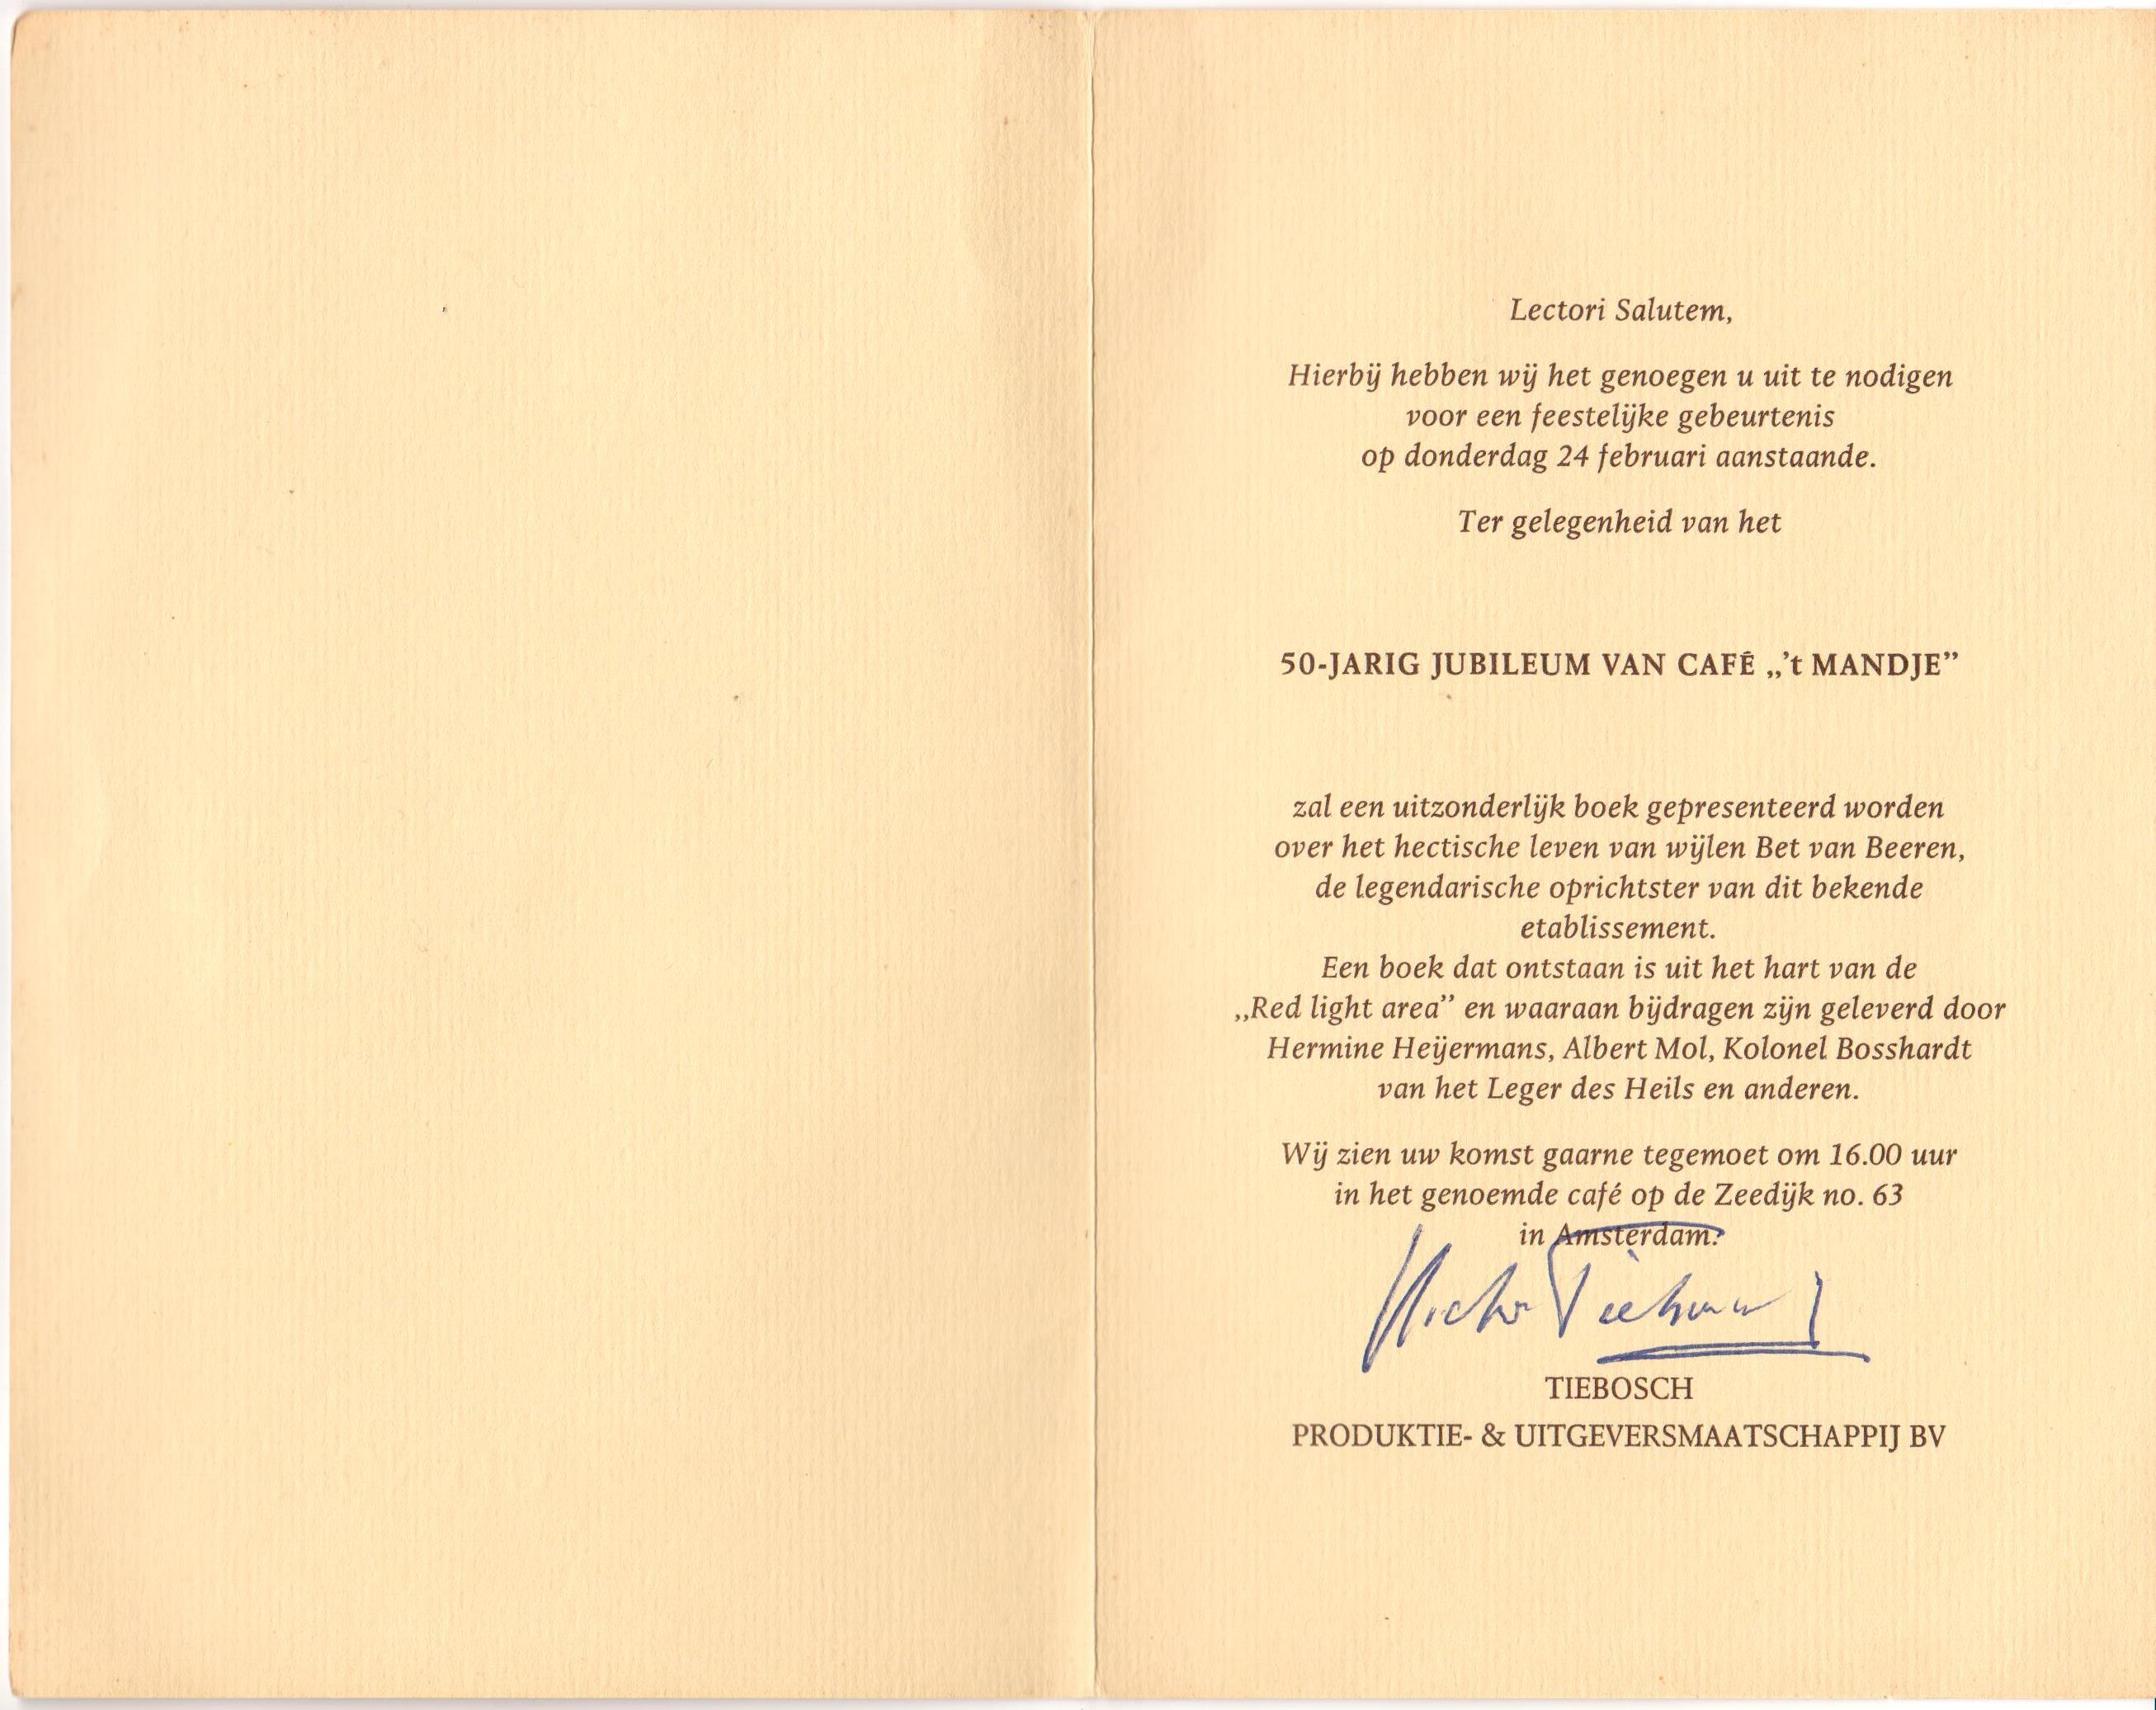 Lectori Salutem,
Hierbij hebben wij het genoegen u uit te nodigen
voor een feestelijke gebeurtenis
op donderdag 24 februari aanstaande.
Ter gelegenheid van het
50-JARIG JUBILEUM VAN CAFÉ „’t MANDJE”
zal een uitzonderlijk boek gepresenteerd worden
over het hectische leven van wijlen Bet van Beeren,
de legendarische oprichtster van dit bekende
etablissement.
Een boek dat ontstaan is uit het hart van de
„Red light area” en waaraan bijdragen zijn geleverd door
Hermine Heijermans, Albert Mol, Kolonel Bosshardt
van het Leger des Heils en anderen.
Wij zien uw komst gaarne tegemoet om 16.00 uur
in het genoemde café op de Zeedijk no. 63
in Amsterdam.
TIEBOSCH
PRODUKTIE- & UITGEVERSMAATSCHAPPIJ BV